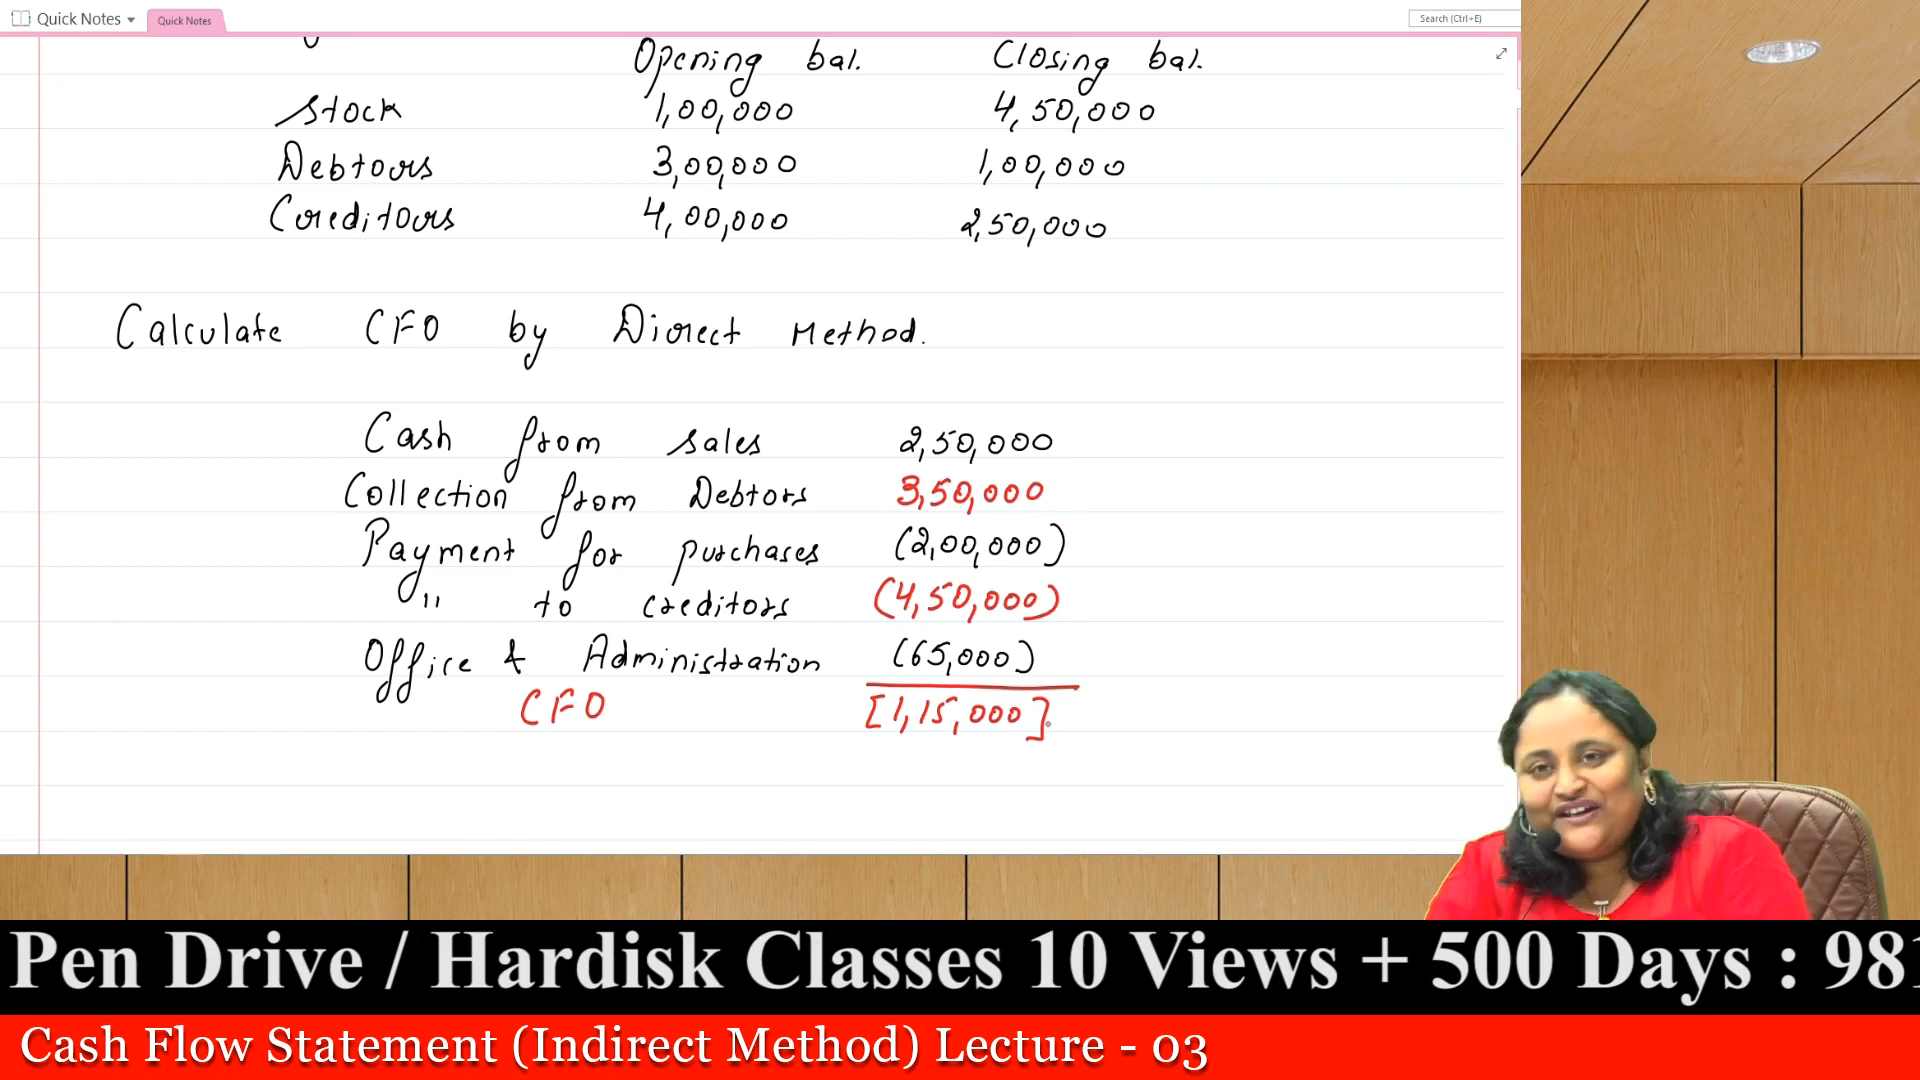 Quick Notes
Quick Notes
Search (Ctrl+E)
Opening bal. Closing bal.
Stock 1,00,000 4,50,000
Debtors 3,00,000 1,00,000
Creditors 4,00,000 2,50,000
Calculate CFO by Direct Method.
Cash from sales 2,50,000
Collection from Debtors 3,50,000
Payment for purchases (2,00,000)
,, to creditors (4,50,000)
Office & Administration (65,000)
CFO [1,15,000]
Pen Drive / Hardisk Classes 10 Views + 500 Days : 981
Cash Flow Statement (Indirect Method) Lecture - 03